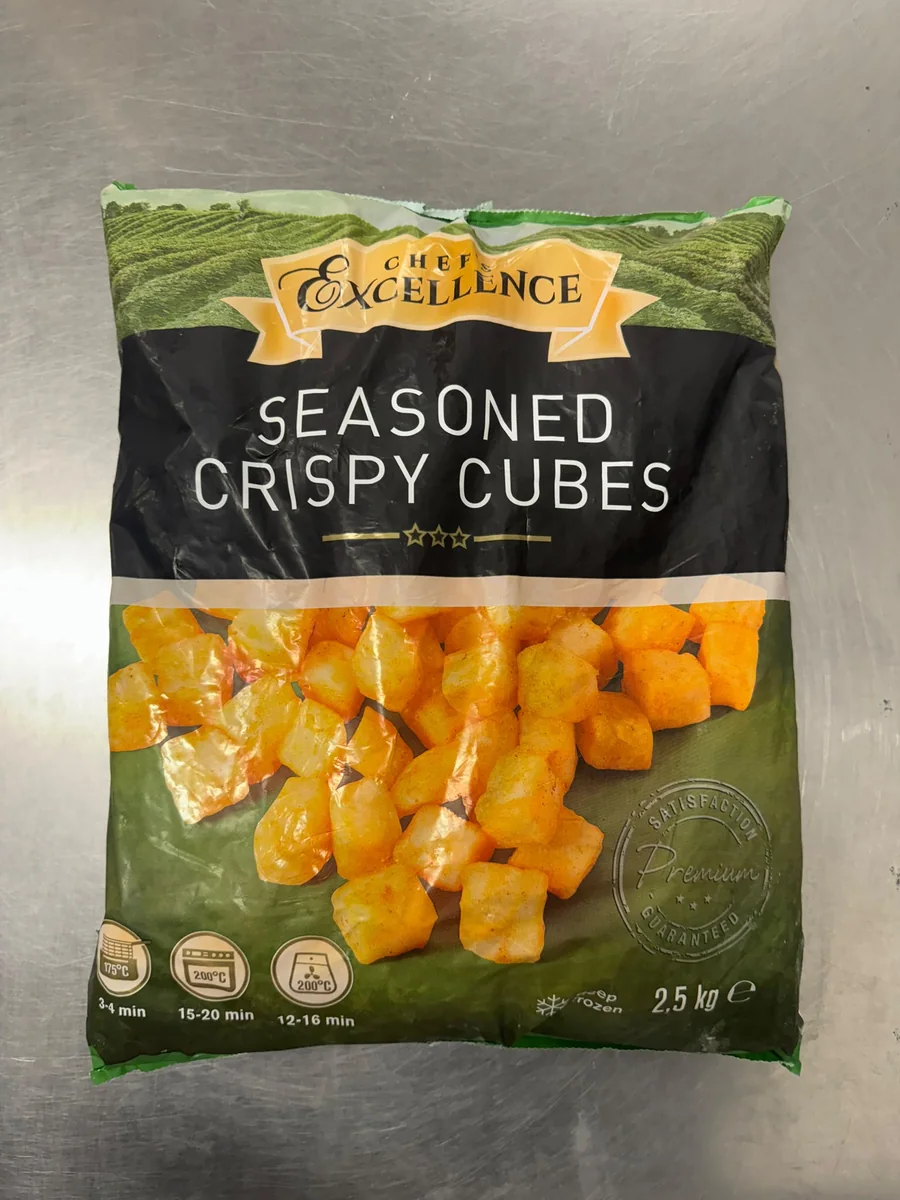 CHEF'S
EXCELLENCE
SEASONED
CRISPY CUBES
SATISFACTION
Premium
GUARANTEED
175°C
200°C
200°C
3-4 min
15-20 min
12-16 min
frozen
2,5 kg ℮